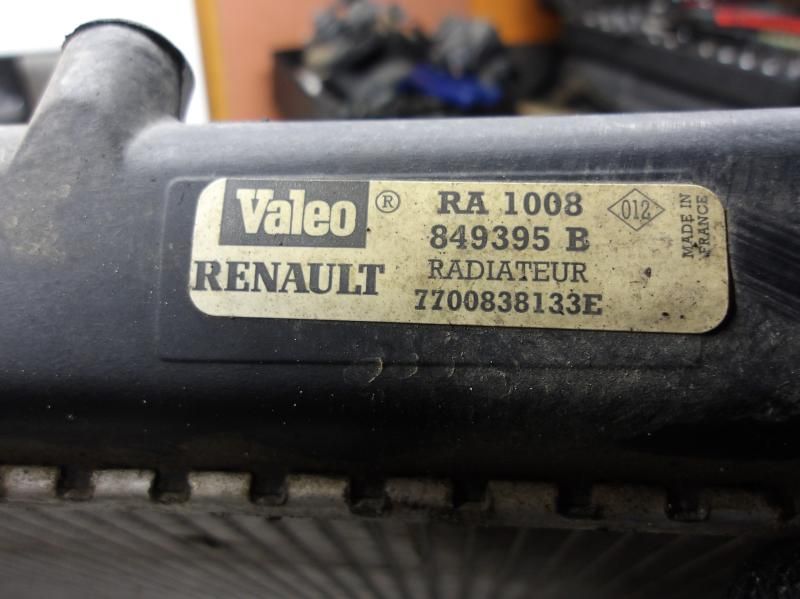 Valeo ®
RENAULT
RA 1008
849395 B
RADIATEUR
7700838133E
012
MADE IN
FRANCE